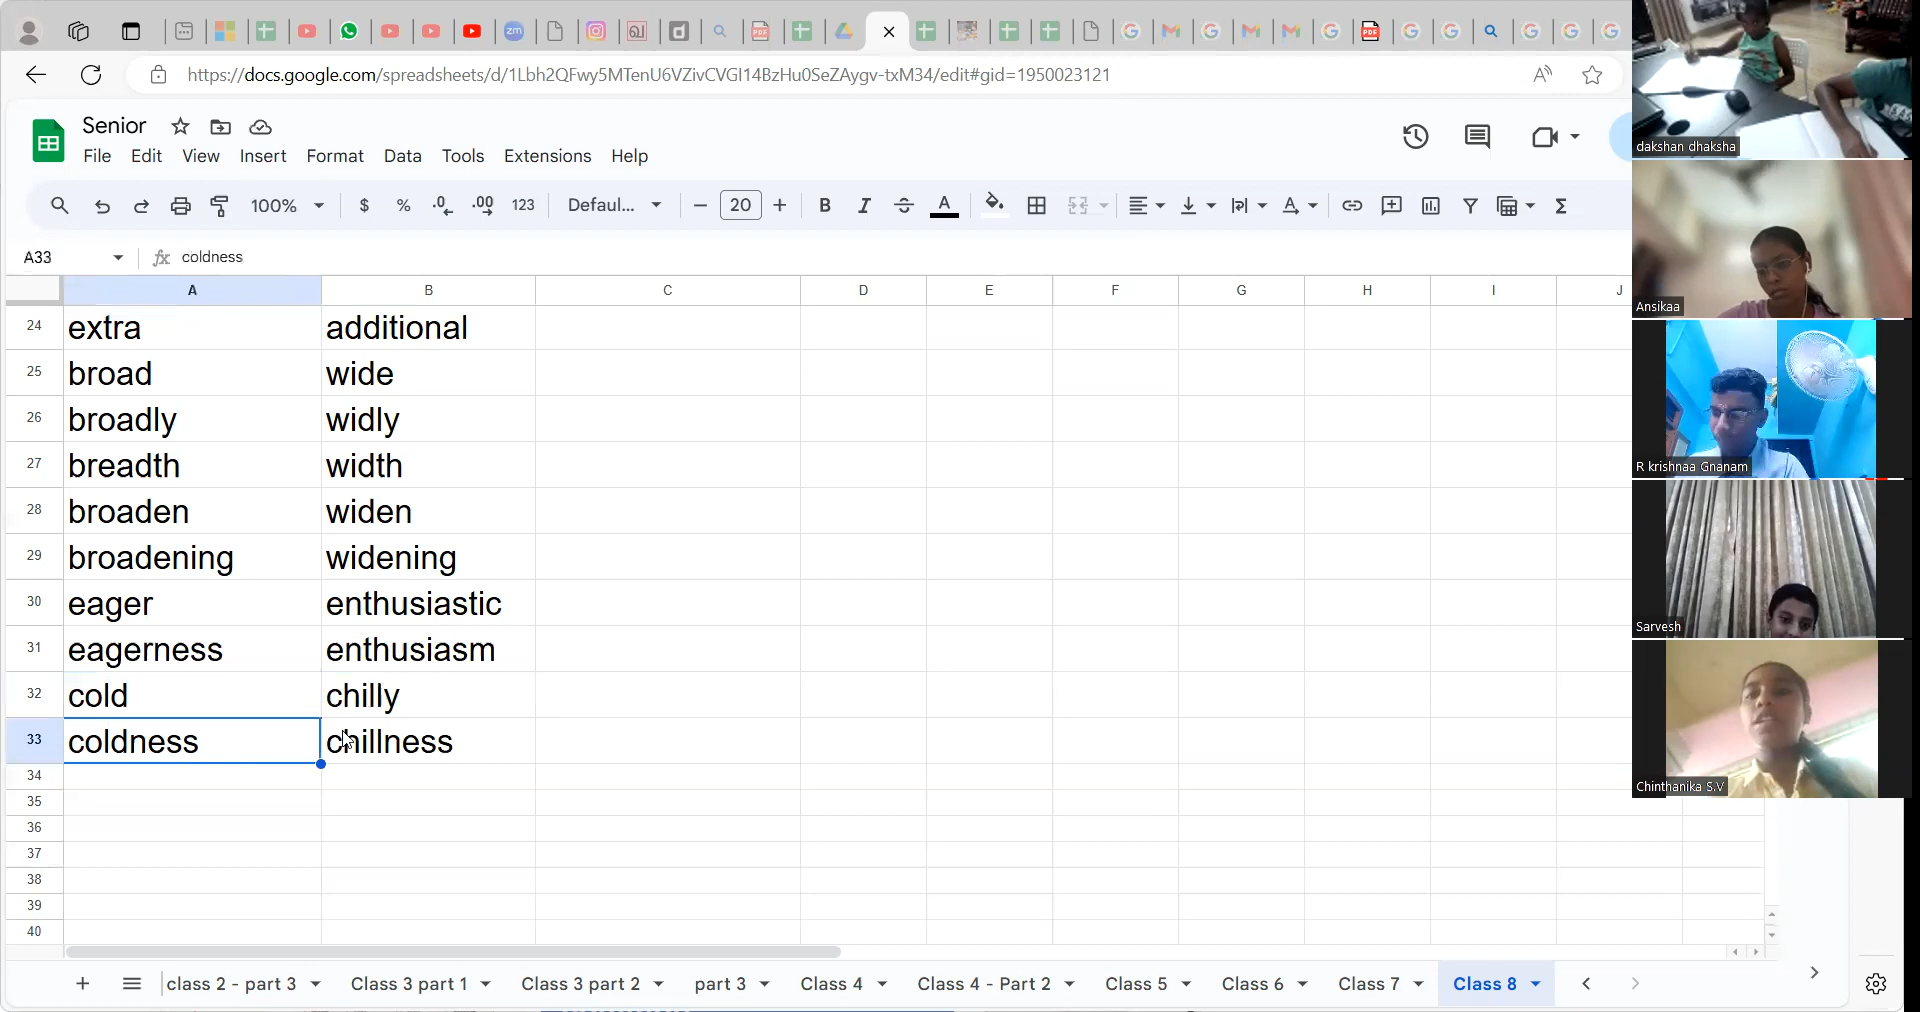 https://docs.google.com/spreadsheets/d/1Lbh2QFwy5MTenU6VZivCVGI14BzHu0SeZAygv-txM34/edit#gid=1950023121
Senior
File Edit View Insert Format Data Tools Extensions Help
100% $ % .0 .00 123 Defaul... 20 B I A
A33 fx coldness
A B C D E F G H I J
24 extra additional
25 broad wide
26 broadly widly
27 breadth width
28 broaden widen
29 broadening widening
30 eager enthusiastic
31 eagerness enthusiasm
32 cold chilly
33 coldness chillness
34
35
36
37
38
39
40
class 2 - part 3 Class 3 part 1 Class 3 part 2 part 3 Class 4 Class 4 - Part 2 Class 5 Class 6 Class 7 Class 8
dakshan dhaksha
Ansikaa
R krishnaa Gnanam
Sarvesh
Chinthanika S.V